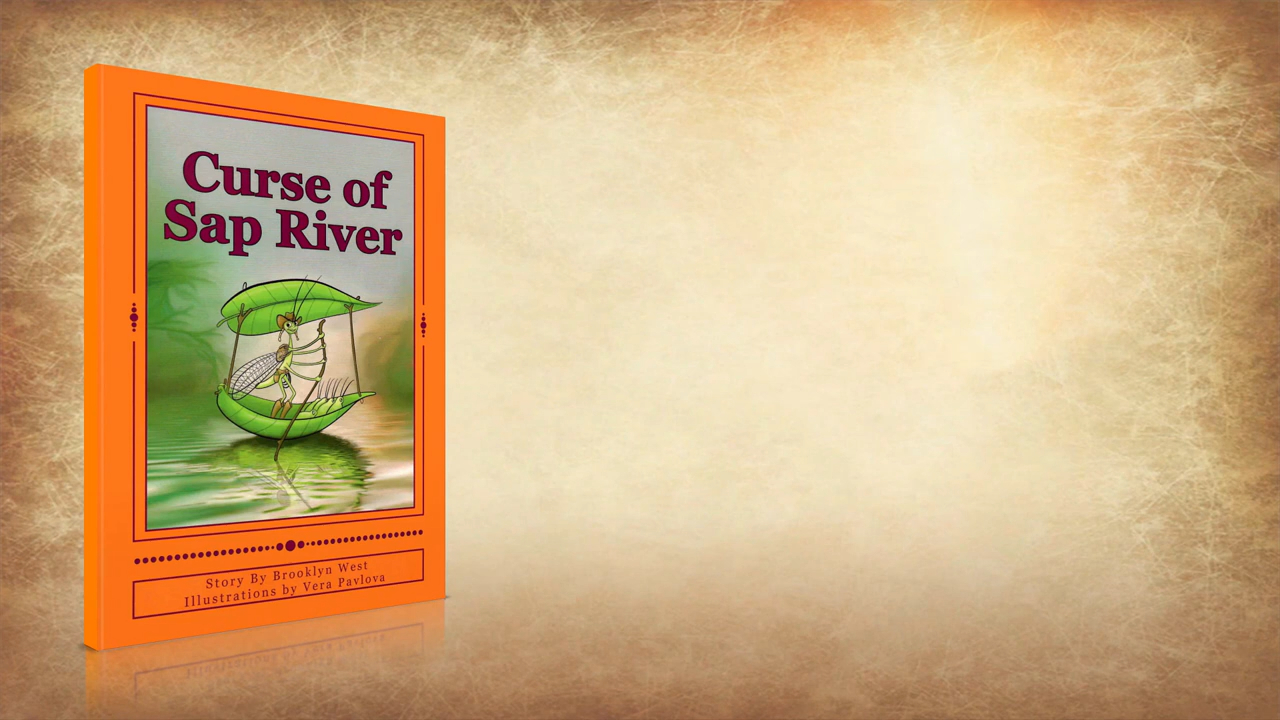 Curse of
Sap River
Story By Brooklyn West
Illustrations by Vera Pavlova